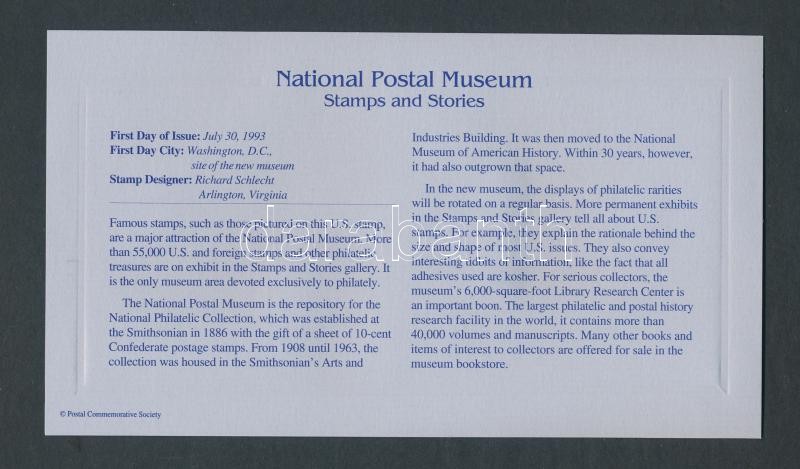 National Postal Museum
Stamps and Stories
First Day of Issue: July 30, 1993
First Day City: Washington, D.C.,
site of the new museum
Stamp Designer: Richard Schlecht
Arlington, Virginia
Famous stamps, such as those pictured on this U.S. stamp,
are a major attraction of the National Postal Museum. More
than 55,000 U.S. and foreign stamps and other philatelic
treasures are on exhibit in the Stamps and Stories gallery. It
is the only museum area devoted exclusively to philately.
The National Postal Museum is the repository for the
National Philatelic Collection, which was established at
the Smithsonian in 1886 with the gift of a sheet of 10-cent
Confederate postage stamps. From 1908 until 1963, the
collection was housed in the Smithsonian's Arts and
Industries Building. It was then moved to the National
Museum of American History. Within 30 years, however,
it had also outgrown that space.
In the new museum, the displays of philatelic rarities
will be rotated on a regular basis. More permanent exhibits
in the Stamps and Stories gallery tell all about U.S.
stamps. For example, they explain the rationale behind the
size and shape of most U.S. issues. They also convey
interesting tidbits of information, like the fact that all
adhesives used are kosher. For serious collectors, the
museum's 6,000-square-foot Library Research Center is
an important boon. The largest philatelic and postal history
research facility in the world, it contains more than
40,000 volumes and manuscripts. Many other books and
items of interest to collectors are offered for sale in the
museum bookstore.
© Postal Commemorative Society
darabanth